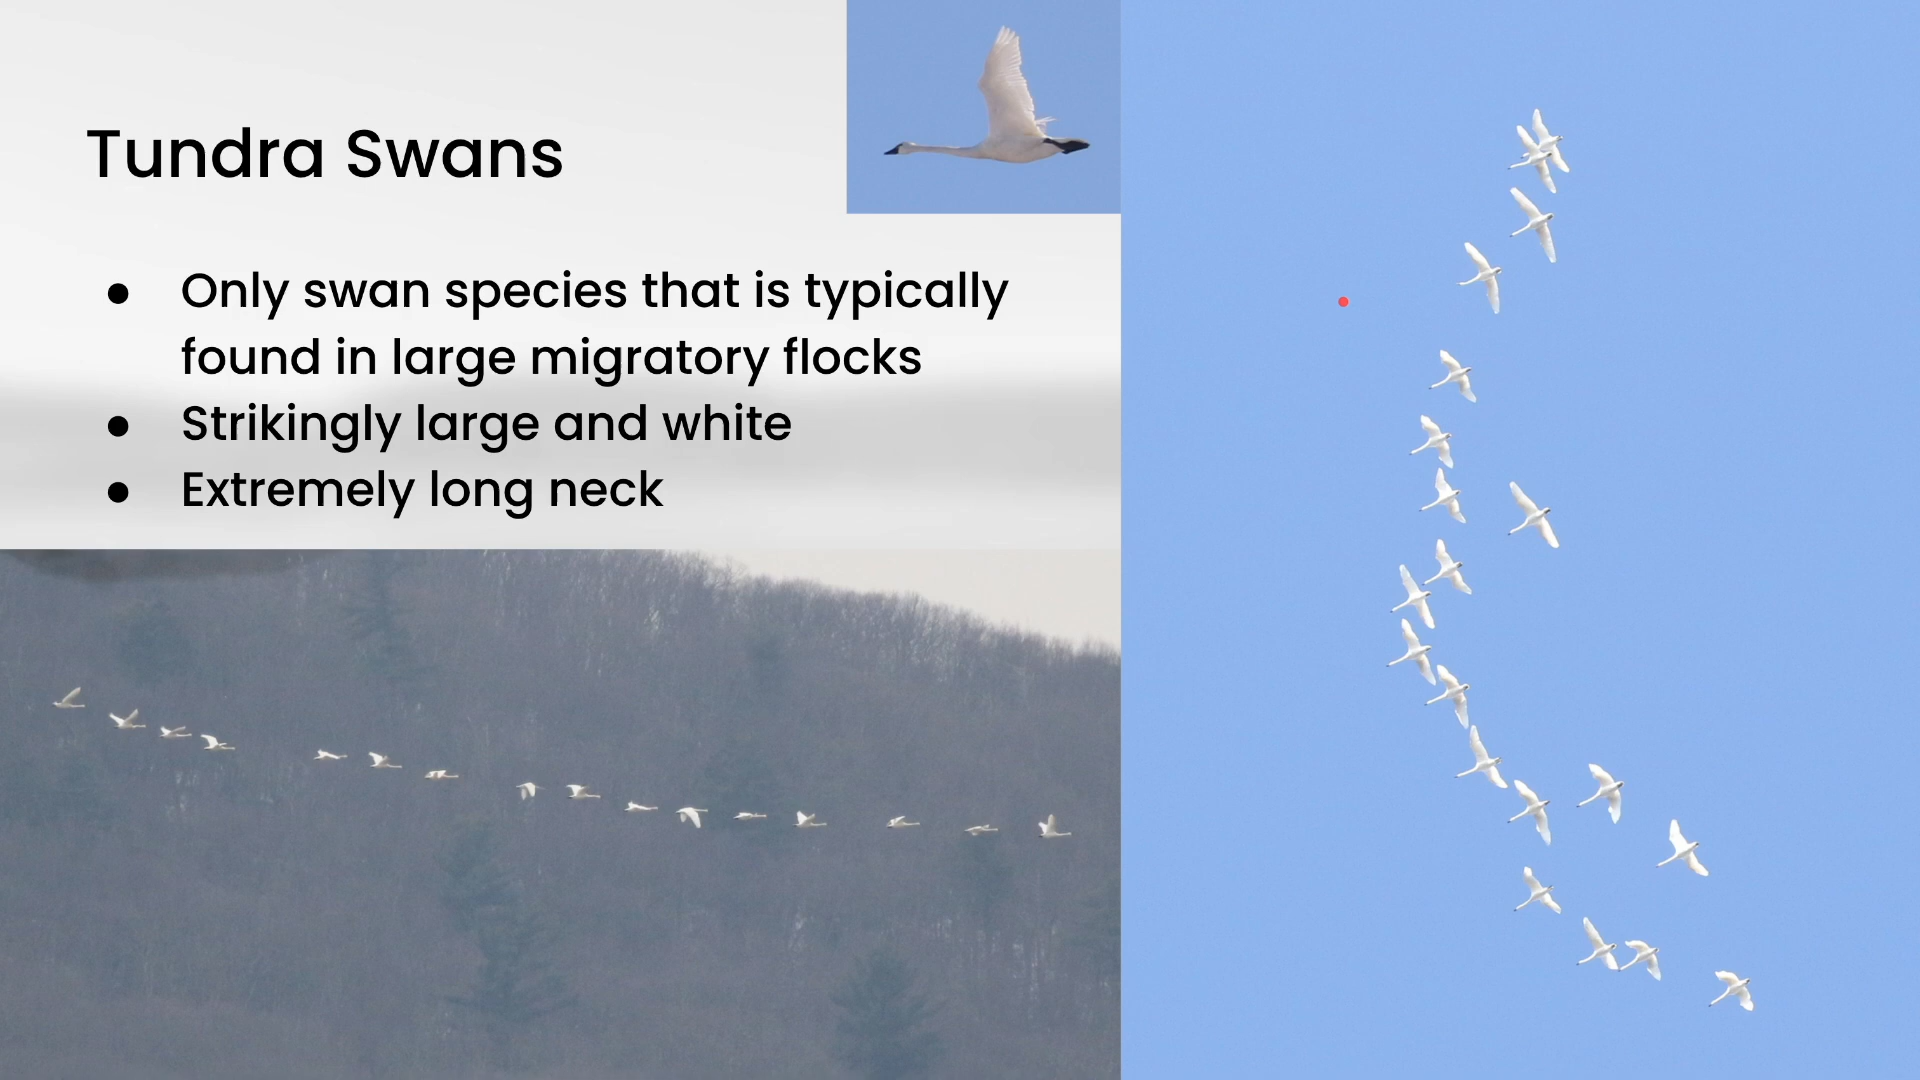 Tundra Swans
● Only swan species that is typically
found in large migratory flocks
● Strikingly large and white
● Extremely long neck